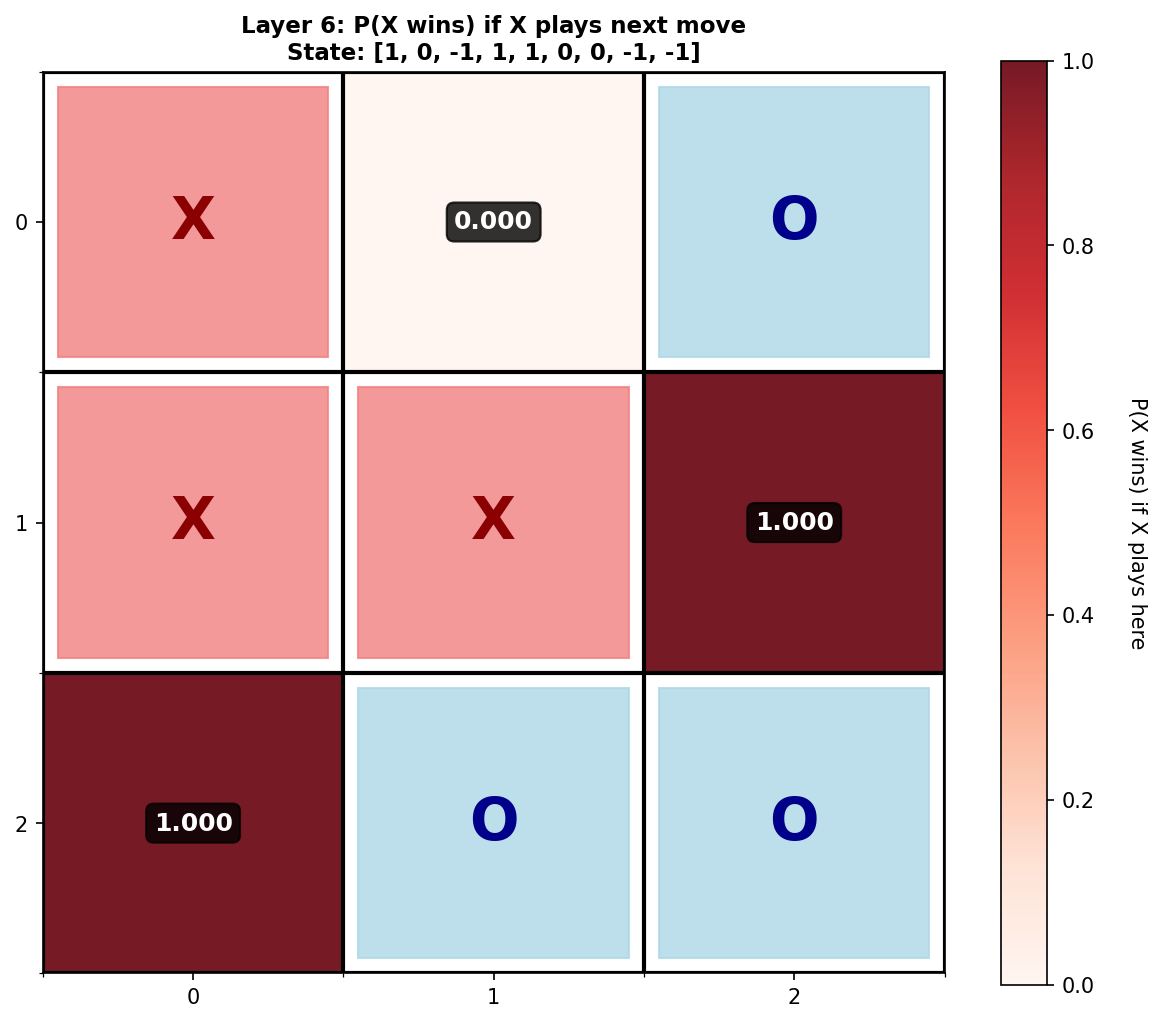 Layer 6: P(X wins) if X plays next move
State: [1, 0, -1, 1, 1, 0, 0, -1, -1]
0
X
0.000
O
1
X
X
1.000
2
1.000
O
O
0
1
2
1.0
0.8
0.6
0.4
0.2
0.0
P(X wins) if X plays here